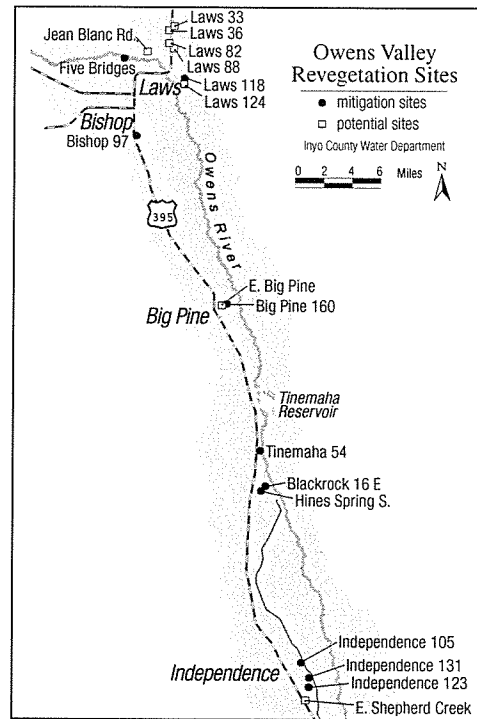 Laws 33
Laws 36
Jean Blanc Rd.
Laws 82
Five Bridges
Laws 88
Laws
Laws 118
Laws 124
Bishop
Bishop 97
Owens Valley
Revegetation Sites
mitigation sites
potential sites
Inyo County Water Department
0 2 4 6 Miles
N
395
Owens River
E. Big Pine
Big Pine 160
Big Pine
Tinemaha
Reservoir
Tinemaha 54
Blackrock 16 E
Hines Spring S.
Independence 105
Independence 131
Independence
Independence 123
E. Shepherd Creek